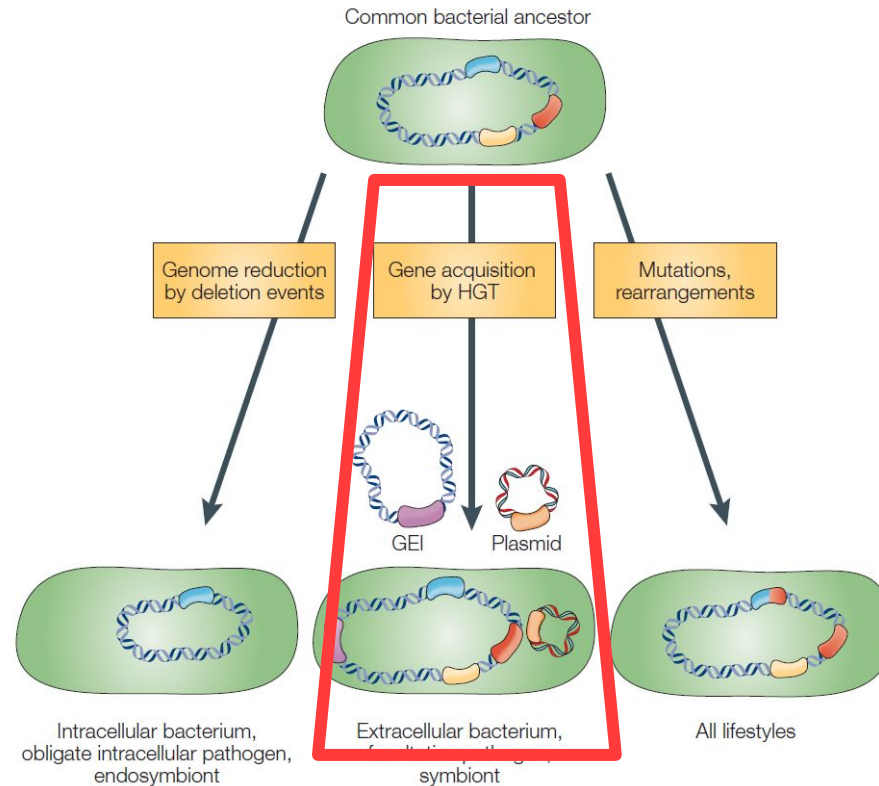 Common bacterial ancestor
Genome reduction
by deletion events
Gene acquisition
by HGT
Mutations,
rearrangements
GEI
Plasmid
Intracellular bacterium,
obligate intracellular pathogen,
endosymbiont
Extracellular bacterium,
symbiont
All lifestyles